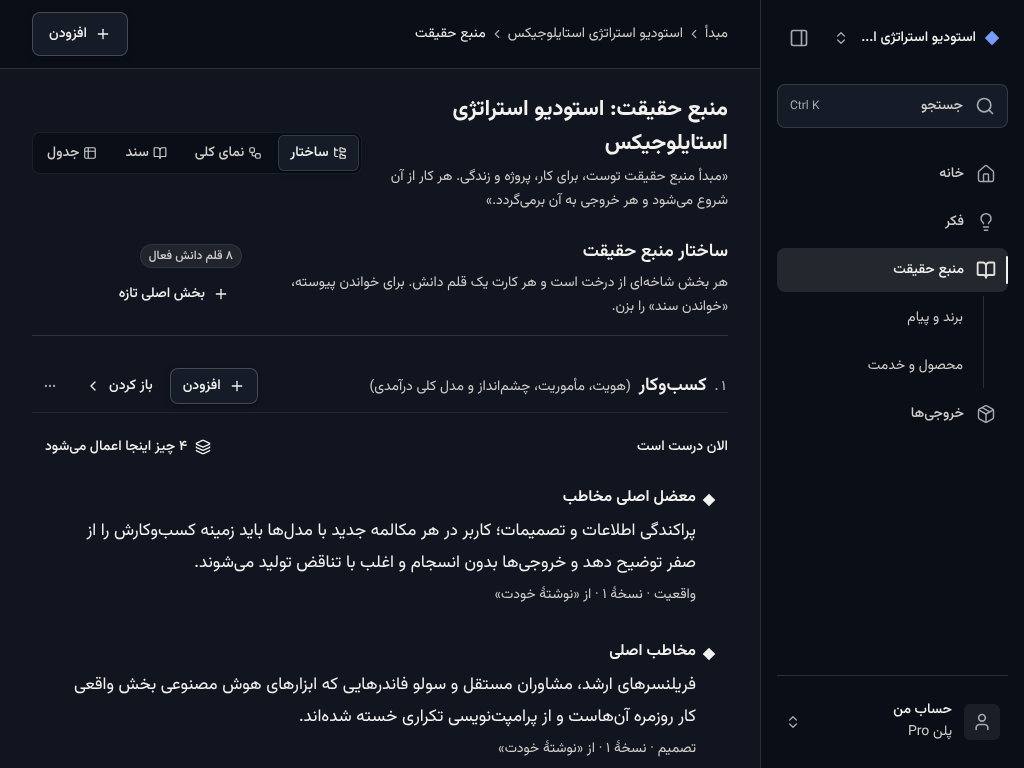 استودیو استراتژی ا...
جستجو
Ctrl K
خانه
فکر
منبع حقیقت
برند و پیام
محصول و خدمت
خروجی‌ها
حساب من
پلن Pro
مبدأ › استودیو استراتژی استایلوجیکس › منبع حقیقت
+ افزودن
منبع حقیقت: استودیو استراتژی
استایلوجیکس
«مبدأ منبع حقیقت توست، برای کار، پروژه و زندگی. هر کار از آن
شروع می‌شود و هر خروجی به آن برمی‌گردد.»
ساختار
نمای کلی
سند
جدول
ساختار منبع حقیقت
هر بخش شاخه‌ای از درخت است و هر کارت یک قلم دانش. برای خواندن پیوسته،
«خواندن سند» را بزن.
۸ قلم دانش فعال
+ بخش اصلی تازه
۱. کسب‌وکار (هویت، مأموریت، چشم‌انداز و مدل کلی درآمدی)
+ افزودن
باز کردن
...
الان درست است
۴ چیز اینجا اعمال می‌شود
معضل اصلی مخاطب
پراکندگی اطلاعات و تصمیمات؛ کاربر در هر مکالمه جدید با مدل‌ها باید زمینه کسب‌وکارش را از
صفر توضیح دهد و خروجی‌ها بدون انسجام و اغلب با تناقض تولید می‌شوند.
واقعیت · نسخهٔ ۱ · از «نوشتهٔ خودت»
مخاطب اصلی
فریلنسرهای ارشد، مشاوران مستقل و سولو فاندرهایی که ابزارهای هوش مصنوعی بخش واقعی
کار روزمره آن‌هاست و از پرامپت‌نویسی تکراری خسته شده‌اند.
تصمیم · نسخهٔ ۱ · از «نوشتهٔ خودت»